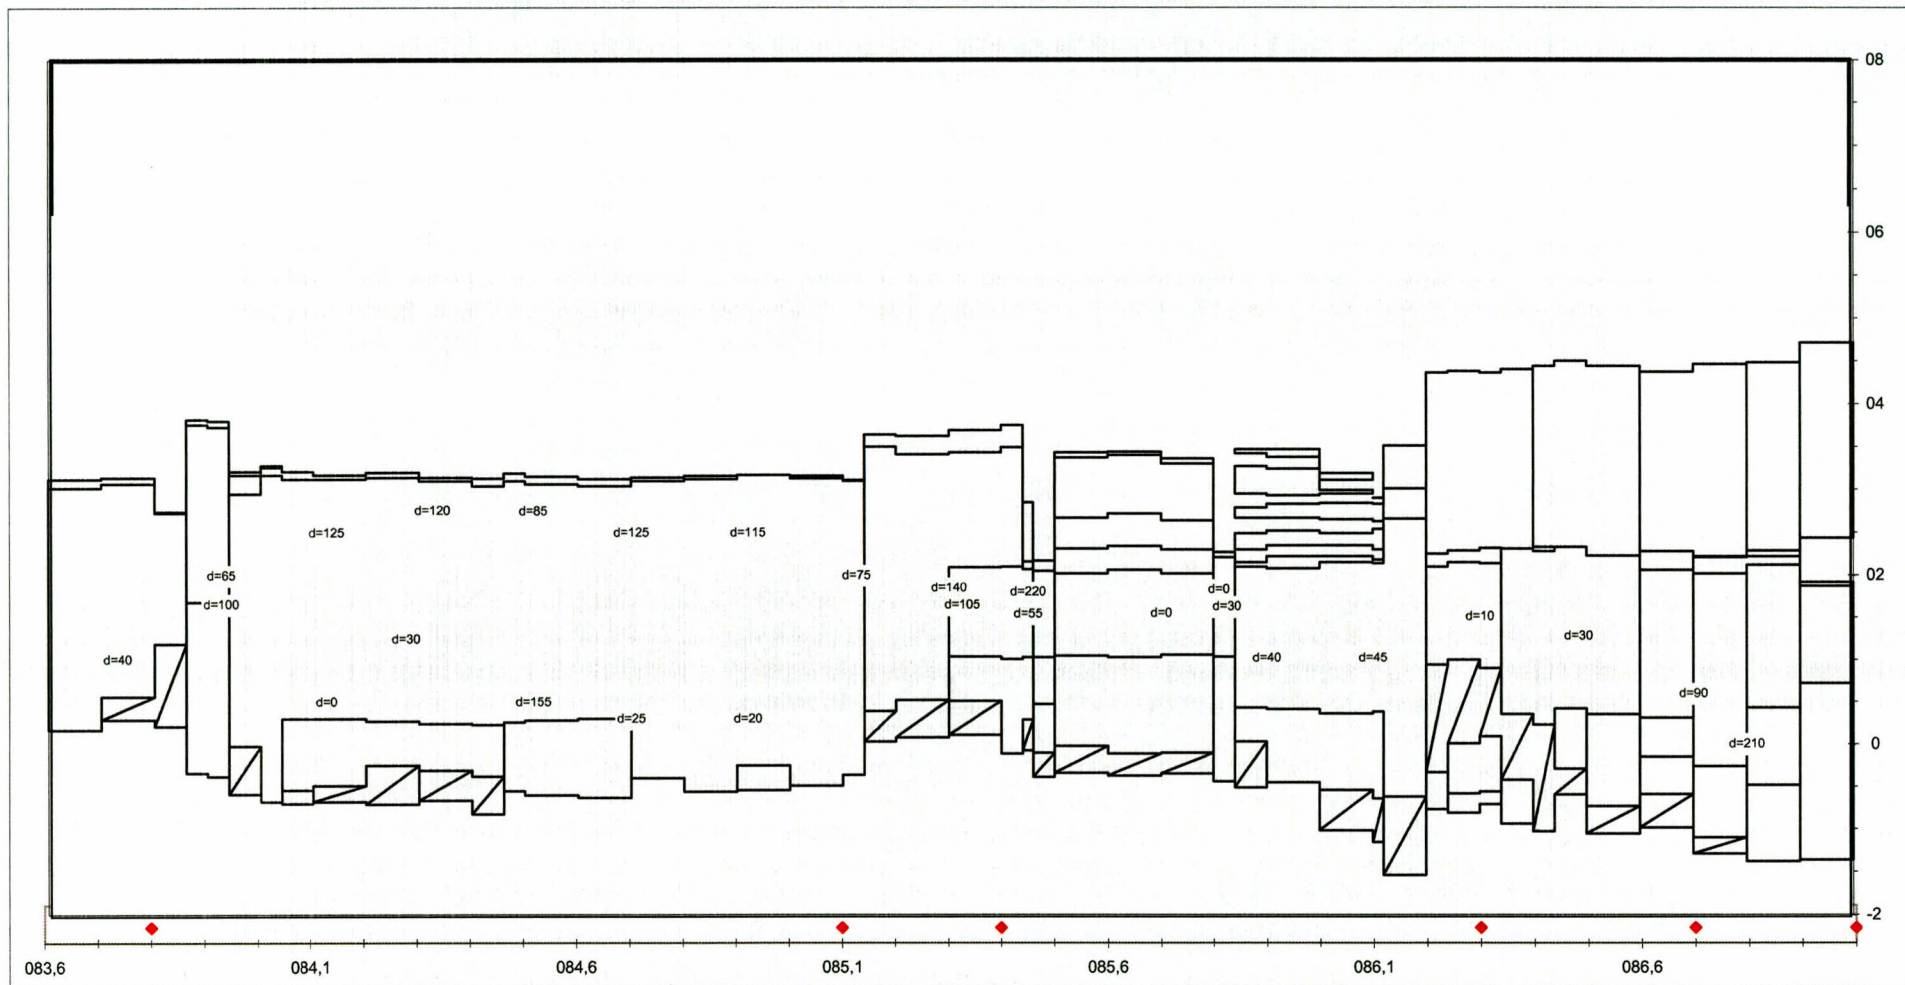 08
06
04
d=120 d=85
d=125 d=125 d=115
d=65 d=75 02
d=100 d=140 d=220 d=0
d=105 d=55 d=0 d=30 d=10
d=30 d=30
d=40 d=40 d=45
d=0 d=155 d=90
d=25 d=20 d=210 0
-2
083,6 084,1 084,6 085,1 085,6 086,1 086,6